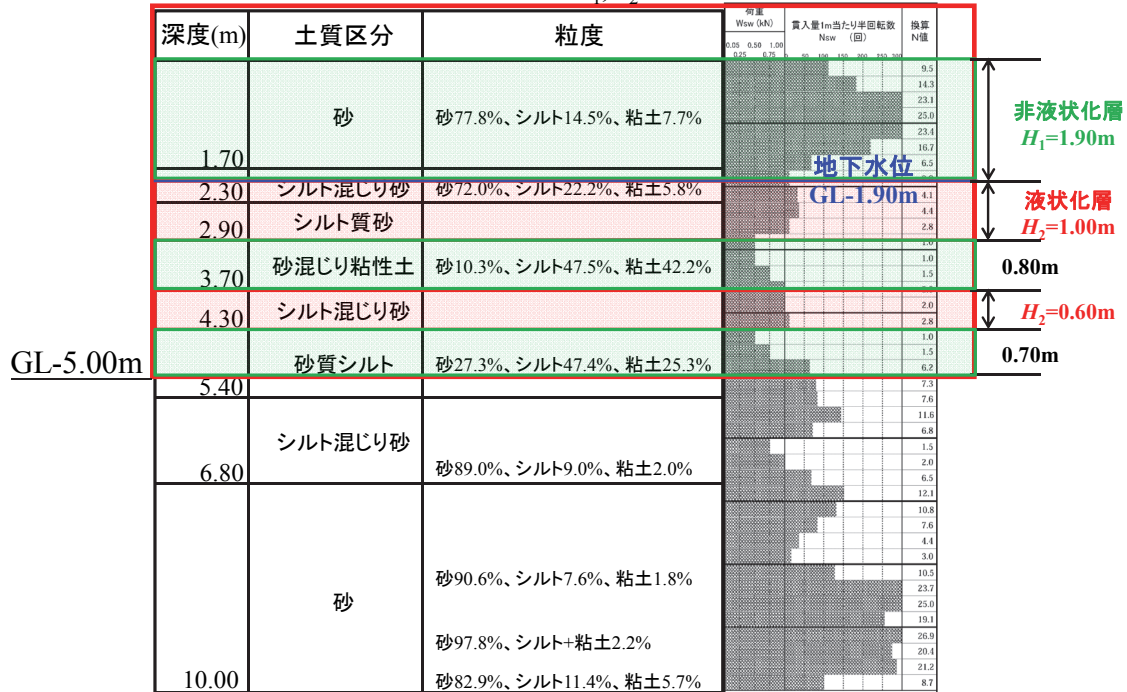 深度(m) 土質区分 粒度
荷重
Wsw (kN)
0.05 0.50 1.00
0.25 0.75
貫入量1m当たり半回転数
Nsw (回)
50 100 150 200 250 300
換算
N値
1.70 砂 砂77.8%、シルト14.5%、粘土7.7%
2.30 シルト混じり砂 砂72.0%、シルト22.2%、粘土5.8%
2.90 シルト質砂
3.70 砂混じり粘性土 砂10.3%、シルト47.5%、粘土42.2%
4.30 シルト混じり砂
5.40 砂質シルト 砂27.3%、シルト47.4%、粘土25.3%
6.80 シルト混じり砂 砂89.0%、シルト9.0%、粘土2.0%
10.00 砂 砂90.6%、シルト7.6%、粘土1.8%
砂97.8%、シルト+粘土2.2%
砂82.9%、シルト11.4%、粘土5.7%
GL-5.00m
地下水位
GL-1.90m
9.5
14.3
23.1
25.0
23.4
16.7
6.5
4.1
4.4
2.8
1.0
1.0
1.5
2.0
2.8
1.0
1.5
6.2
7.3
7.6
11.6
6.8
1.5
2.0
6.5
12.1
10.8
7.6
4.4
3.0
10.5
23.7
25.0
19.1
26.9
20.4
21.2
8.7
非液状化層
H₁=1.90m
液状化層
H₂=1.00m
0.80m
H₂=0.60m
0.70m